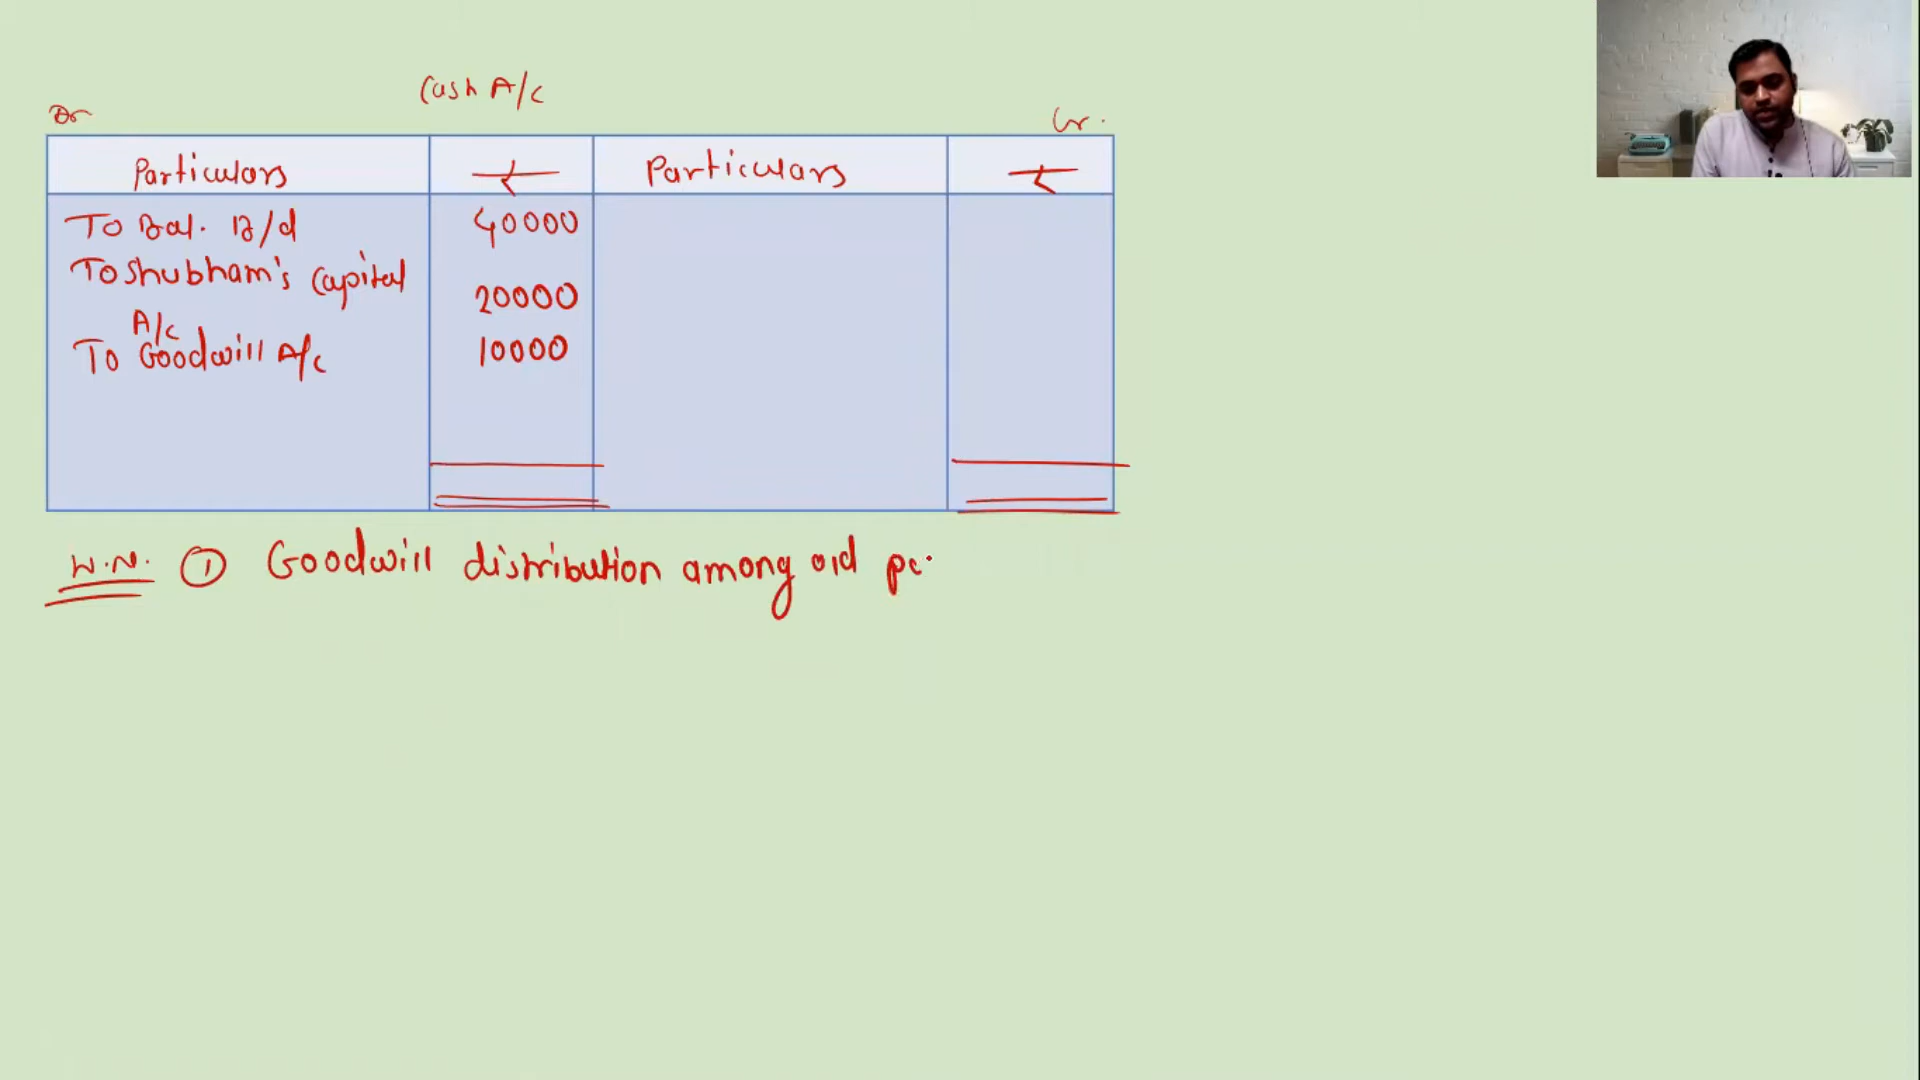 Cash A/c
Dr
Cr.
Particulars ₹ Particulars ₹
To Bal. B/d 40000
To Shubham's Capital
A/c 20000
To Goodwill A/c 10000
W.N. ① Goodwill distribution among old pa